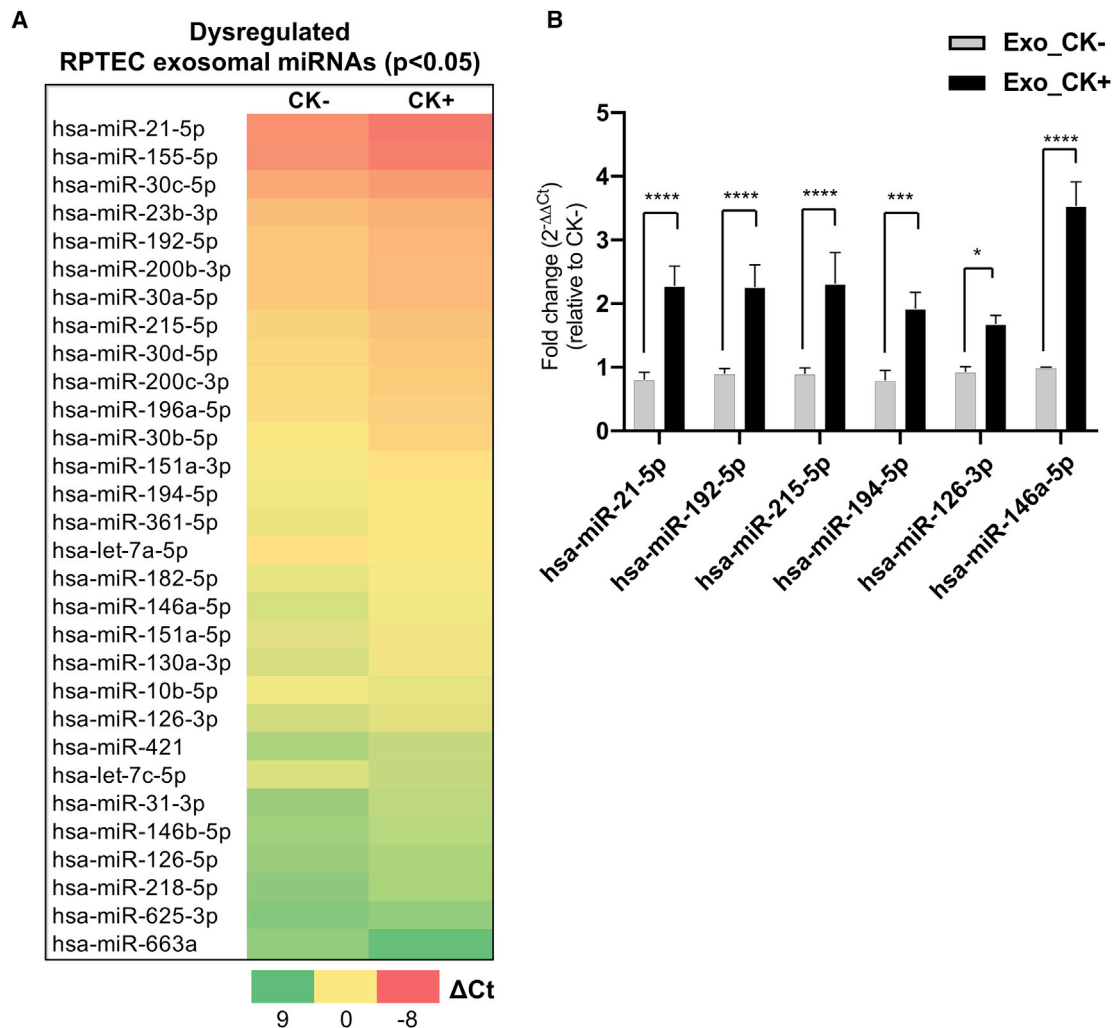 A
Dysregulated
RPTEC exosomal miRNAs (p<0.05)
CK- CK+
hsa-miR-21-5p
hsa-miR-155-5p
hsa-miR-30c-5p
hsa-miR-23b-3p
hsa-miR-192-5p
hsa-miR-200b-3p
hsa-miR-30a-5p
hsa-miR-215-5p
hsa-miR-30d-5p
hsa-miR-200c-3p
hsa-miR-196a-5p
hsa-miR-30b-5p
hsa-miR-151a-3p
hsa-miR-194-5p
hsa-miR-361-5p
hsa-let-7a-5p
hsa-miR-182-5p
hsa-miR-146a-5p
hsa-miR-151a-5p
hsa-miR-130a-3p
hsa-miR-10b-5p
hsa-miR-126-3p
hsa-miR-421
hsa-let-7c-5p
hsa-miR-31-3p
hsa-miR-146b-5p
hsa-miR-126-5p
hsa-miR-218-5p
hsa-miR-625-3p
hsa-miR-663a
ΔCt
9 0 -8
B
Exo_CK-
Exo_CK+
Fold change (2-ΔΔCt)
(relative to CK-)
5
4
3
2
1
0
**** **** **** *** * ****
hsa-miR-21-5p
hsa-miR-192-5p
hsa-miR-215-5p
hsa-miR-194-5p
hsa-miR-126-3p
hsa-miR-146a-5p